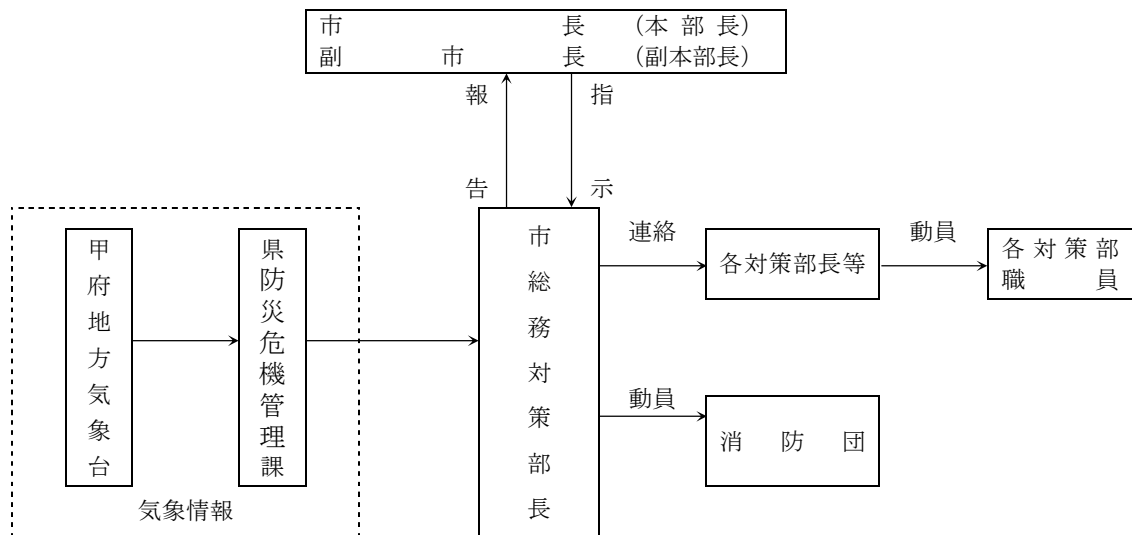 市長（本部長）
副市長（副本部長）
報告
指示
甲府地方気象台
県防災危機管理課
気象情報
市総務対策部長
連絡
各対策部長等
動員
各対策部
職員
動員
消防団